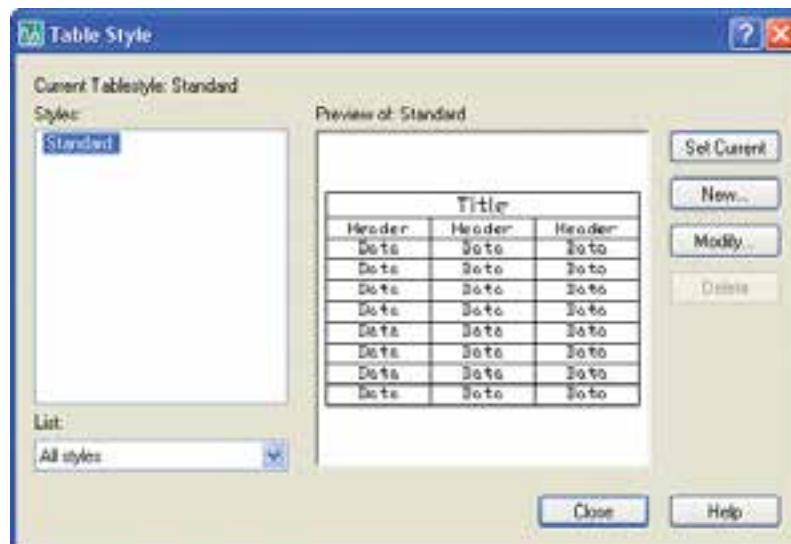 Table Style
Current Tablestyle: Standard
Styles:
Standard
Preview of: Standard
Title
Header Header Header
Data Data Data
Data Data Data
Data Data Data
Data Data Data
Data Data Data
Data Data Data
Data Data Data
Data Data Data
Set Current
New...
Modify...
Delete
List:
All styles
Close
Help